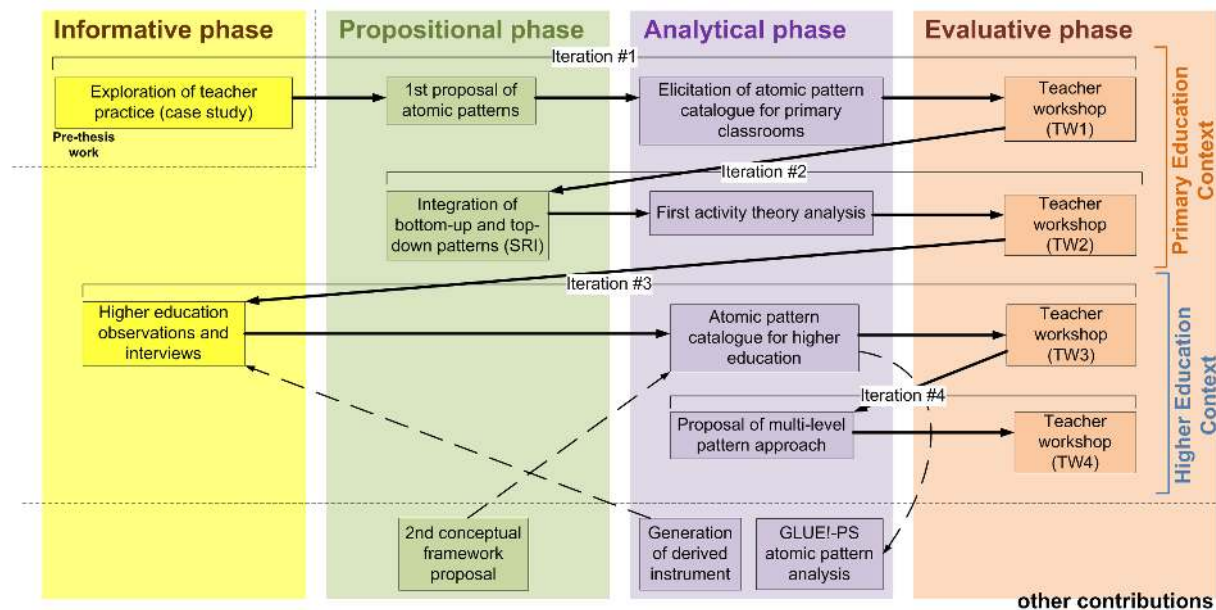 Informative phase
Propositional phase
Analytical phase
Evaluative phase
Iteration #1
Exploration of teacher
practice (case study)
1st proposal of
atomic patterns
Elicitation of atomic pattern
catalogue for primary
classrooms
Teacher
workshop
(TW1)
Pre-thesis
work
Iteration #2
Integration of
bottom-up and top-
down patterns (SRI)
First activity theory analysis
Teacher
workshop
(TW2)
Primary Education
Context
Iteration #3
Higher education
observations and
interviews
Atomic pattern
catalogue for higher
education
Teacher
workshop
(TW3)
Iteration #4
Proposal of multi-level
pattern approach
Teacher
workshop
(TW4)
Higher Education
Context
2nd conceptual
framework
proposal
Generation
of derived
instrument
GLUE!-PS
atomic pattern
analysis
other contributions